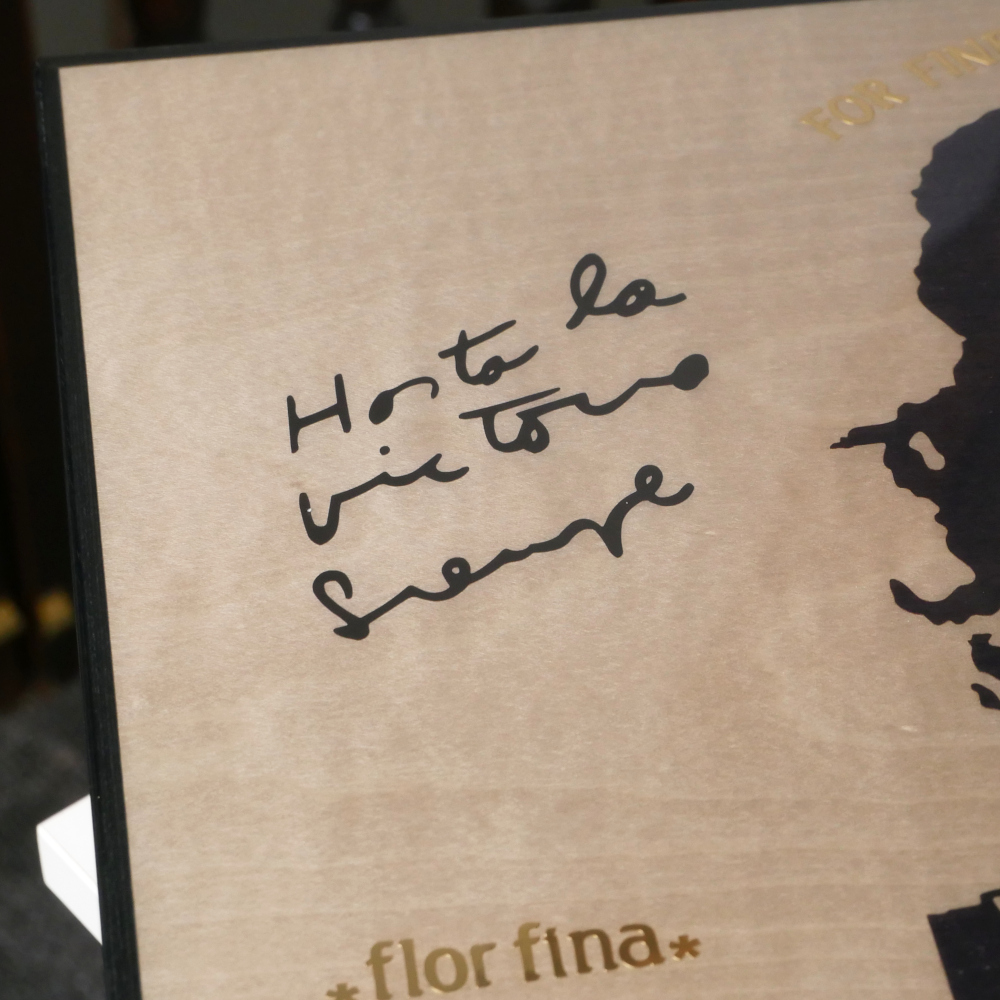 FOR FINE
Hasta la
victoria
siempre
*flor fina*